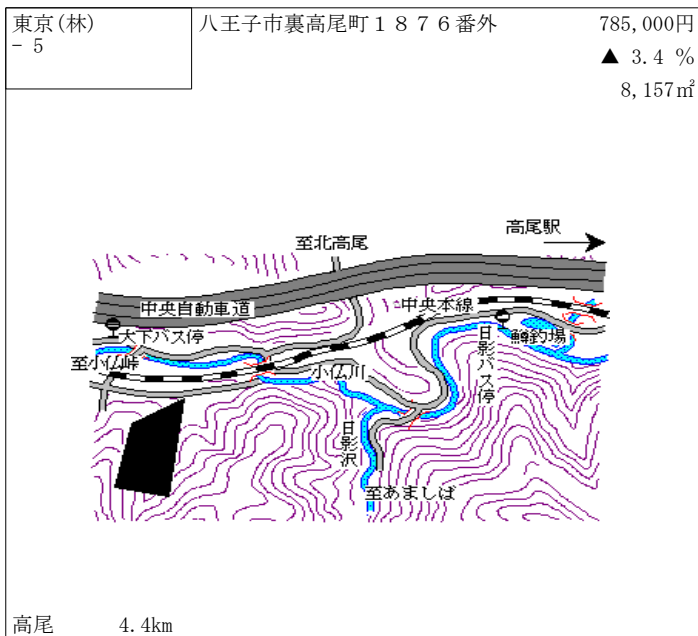 東京(林)
- 5
八王子市裏高尾町１８７６番外
785,000円
▲ 3.4 %
8,157㎡
高尾駅
至北高尾
中央自動車道
中央本線
大下バス停
日影バス停
鱒釣場
至小仏峠
小仏川
日影沢
至あましば
高尾 4.4km